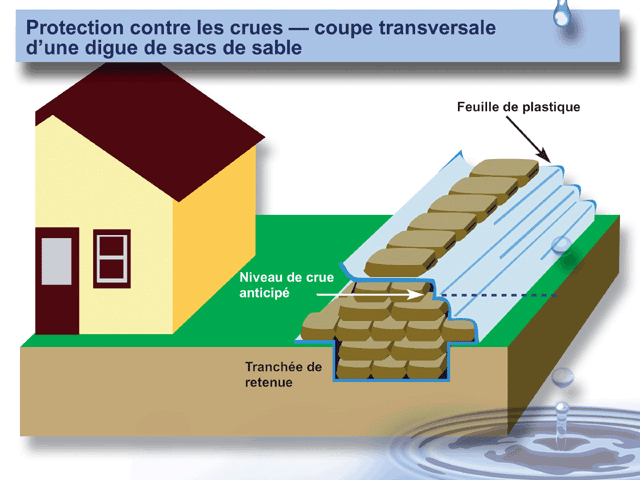 Protection contre les crues — coupe transversale
d’une digue de sacs de sable
Feuille de plastique
Niveau de crue
anticipé
Tranchée de
retenue